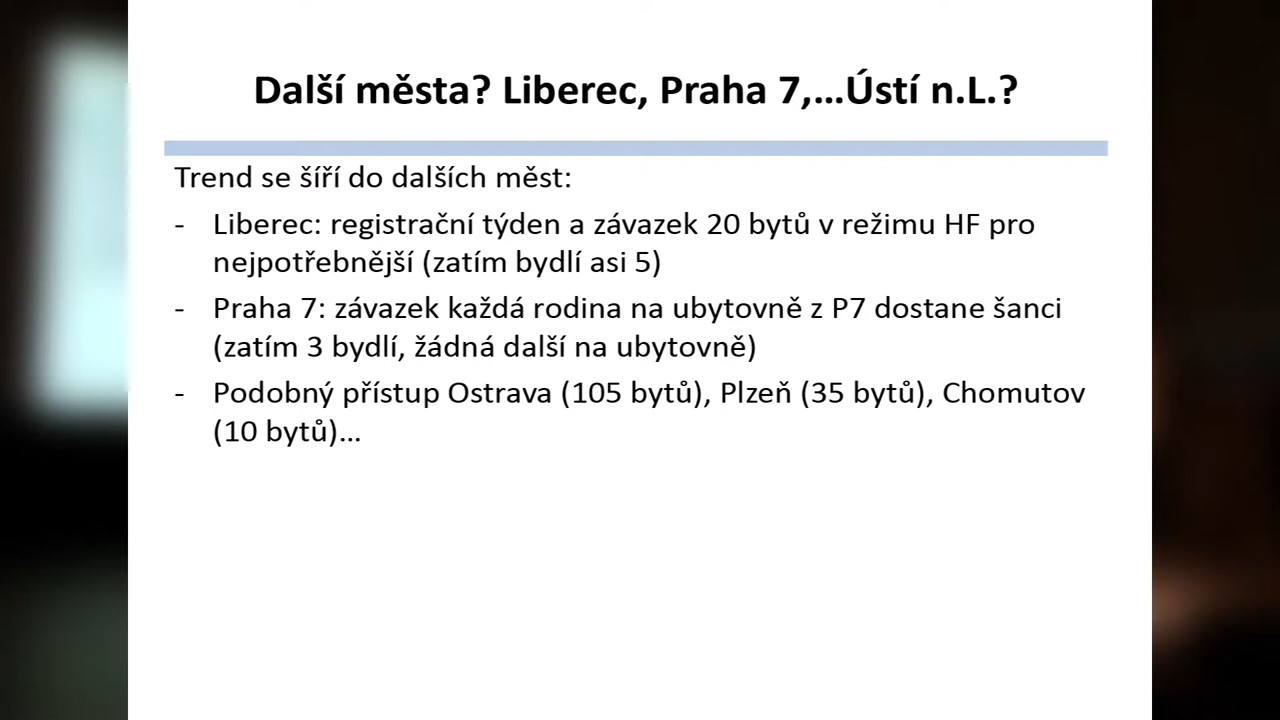 Další města? Liberec, Praha 7,...Ústí n.L.?
Trend se šíří do dalších měst:
- Liberec: registrační týden a závazek 20 bytů v režimu HF pro
nejpotřebnější (zatím bydlí asi 5)
- Praha 7: závazek každá rodina na ubytovně z P7 dostane šanci
(zatím 3 bydlí, žádná další na ubytovně)
- Podobný přístup Ostrava (105 bytů), Plzeň (35 bytů), Chomutov
(10 bytů)...